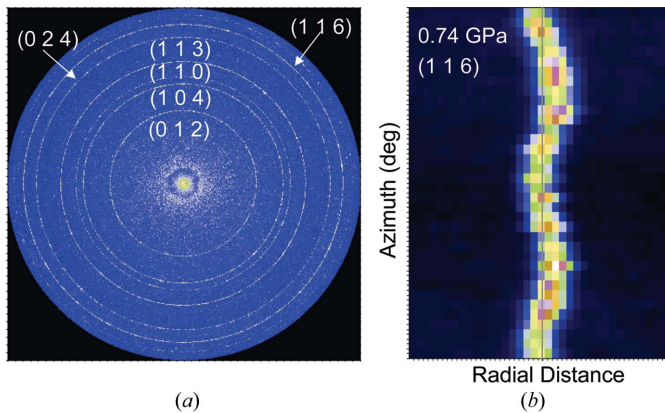 (0 2 4)
(1 1 6)
(1 1 3)
(1 1 0)
(1 0 4)
(0 1 2)
(a)
0.74 GPa
(1 1 6)
Azimuth (deg)
Radial Distance
(b)